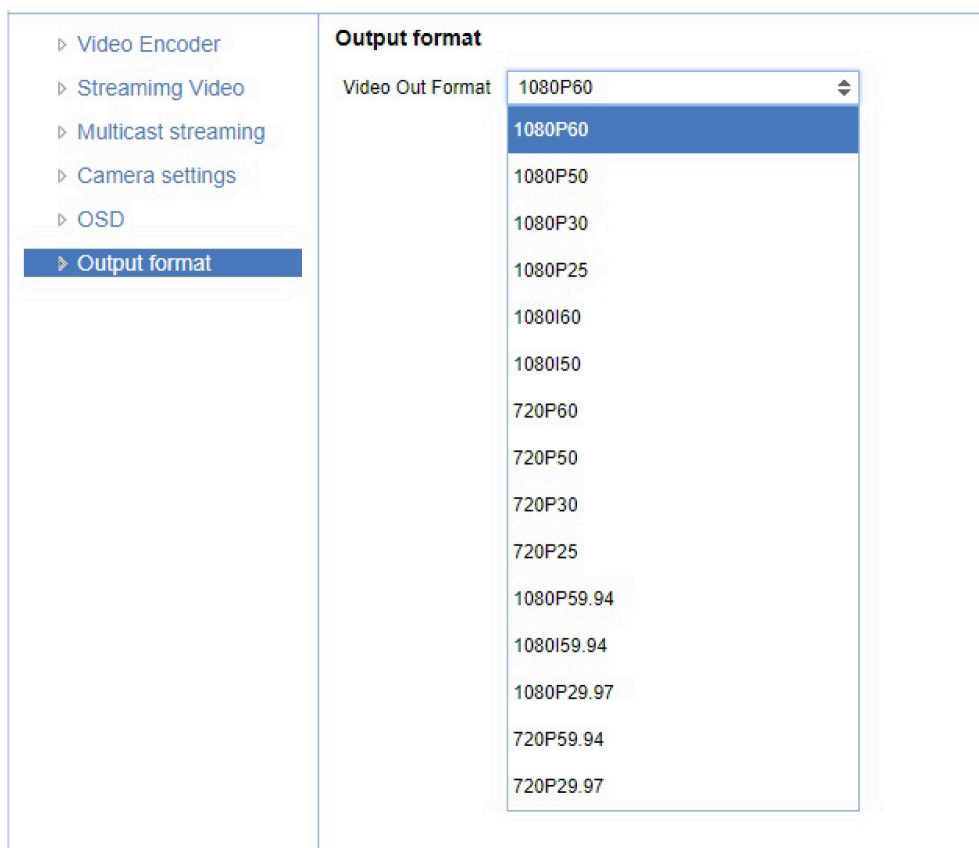 Video Encoder
Streamimg Video
Multicast streaming
Camera settings
OSD
Output format
Output format
Video Out Format 1080P60
1080P60
1080P50
1080P30
1080P25
1080I60
1080I50
720P60
720P50
720P30
720P25
1080P59.94
1080I59.94
1080P29.97
720P59.94
720P29.97